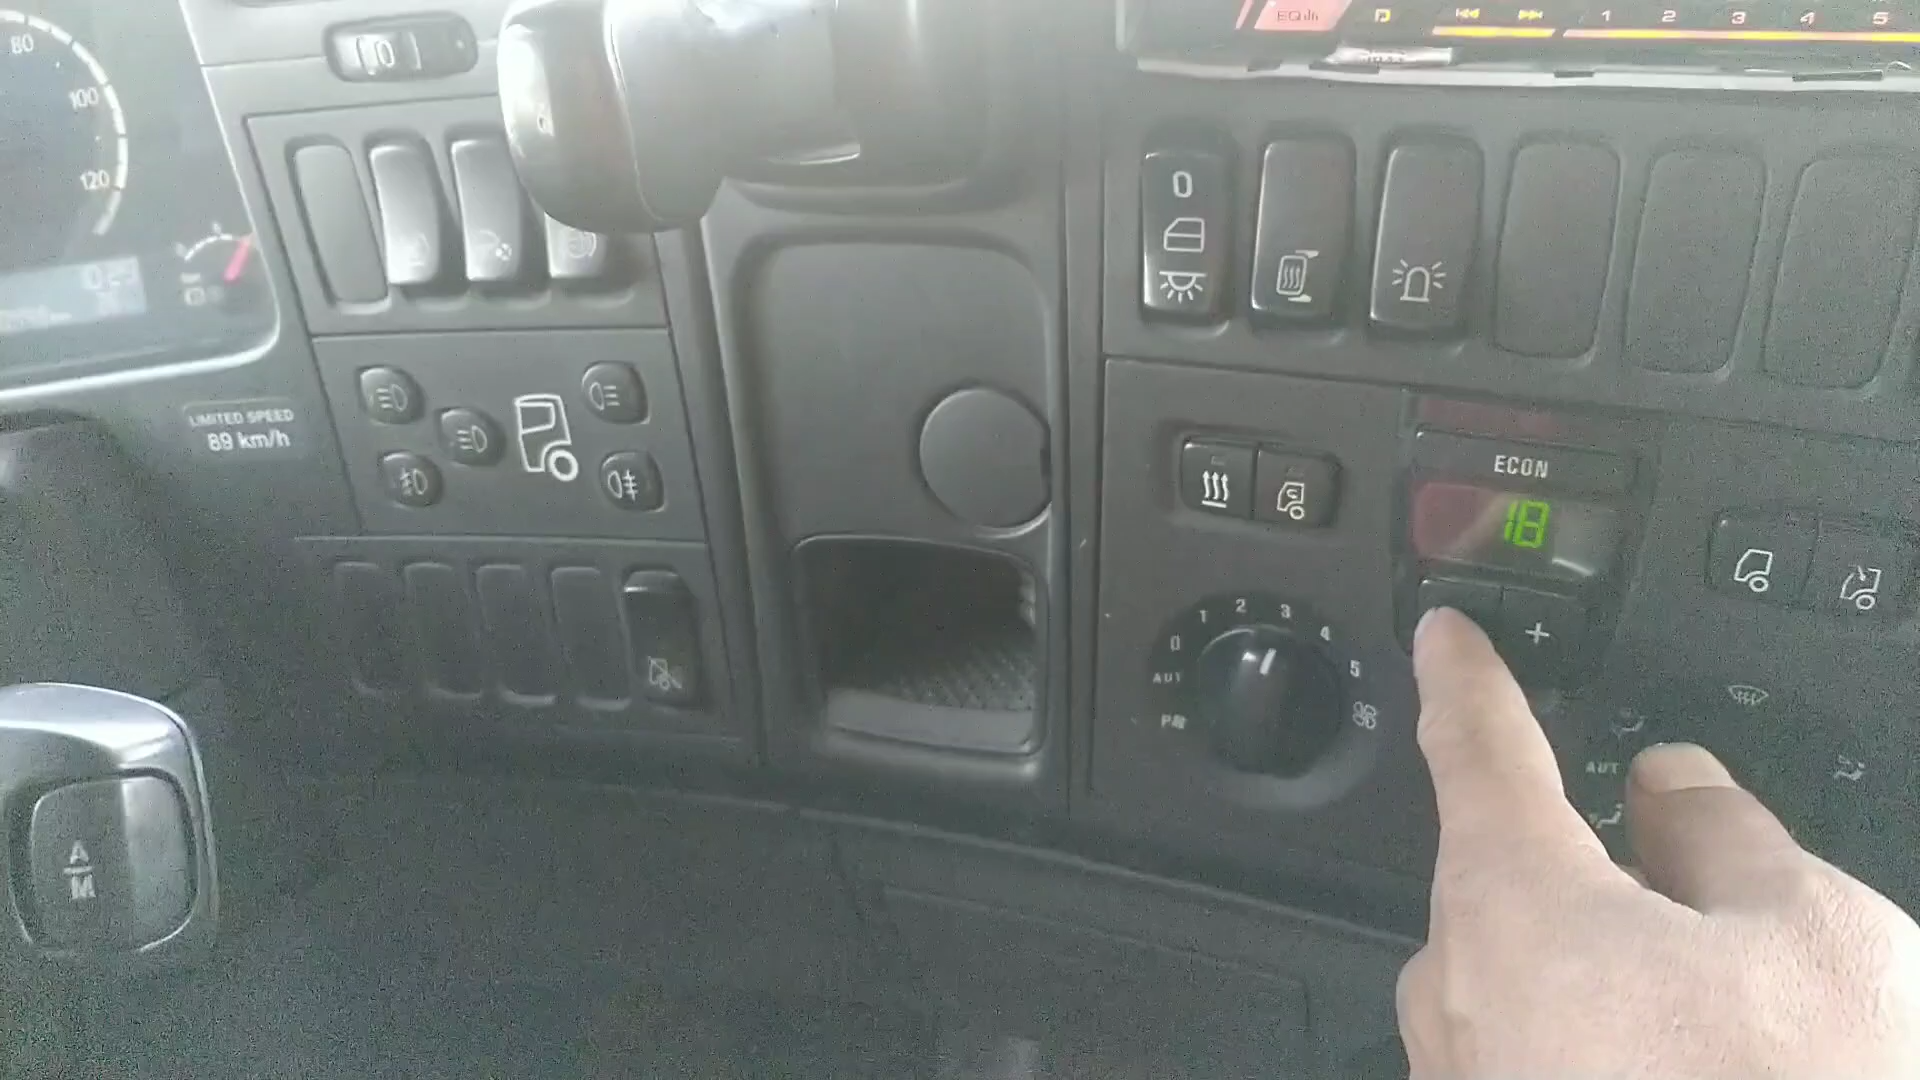 80
100
120
0
EQ
1 2 3 4 5
0
LIMITED SPEED
89 km/h
ECON
18
+
0 1 2 3 4 5
AUT
AUT
A
M